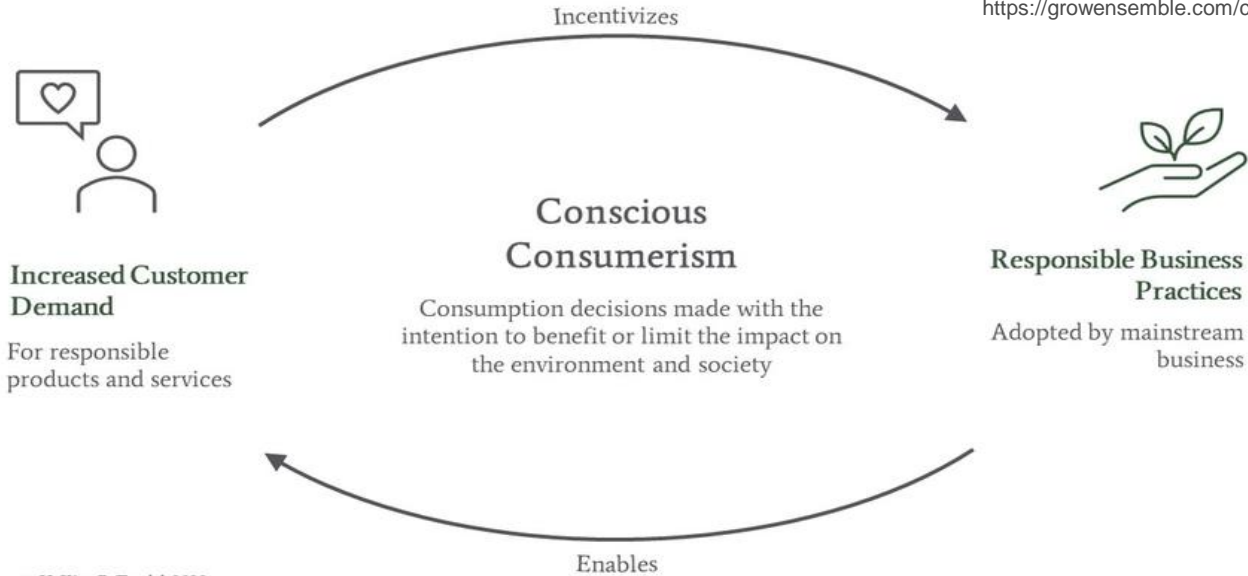 Incentivizes
https://growensemble.com/c
Conscious
Consumerism
Consumption decisions made with the
intention to benefit or limit the impact on
the environment and society
Increased Customer
Demand
For responsible
products and services
Responsible Business
Practices
Adopted by mainstream
business
Enables